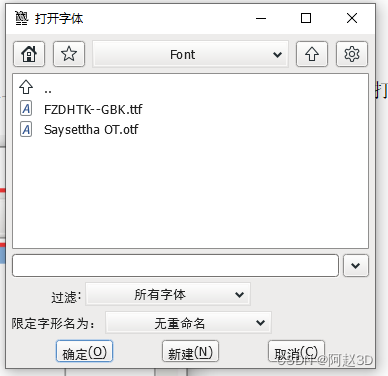 打开字体
Font
打
..
FZDHTK--GBK.ttf
Saysettha OT.otf
过滤: 所有字体
限定字形名为: 无重命名
确定(O) 新建(N) 取消(C)
CSDN @阿赵3D